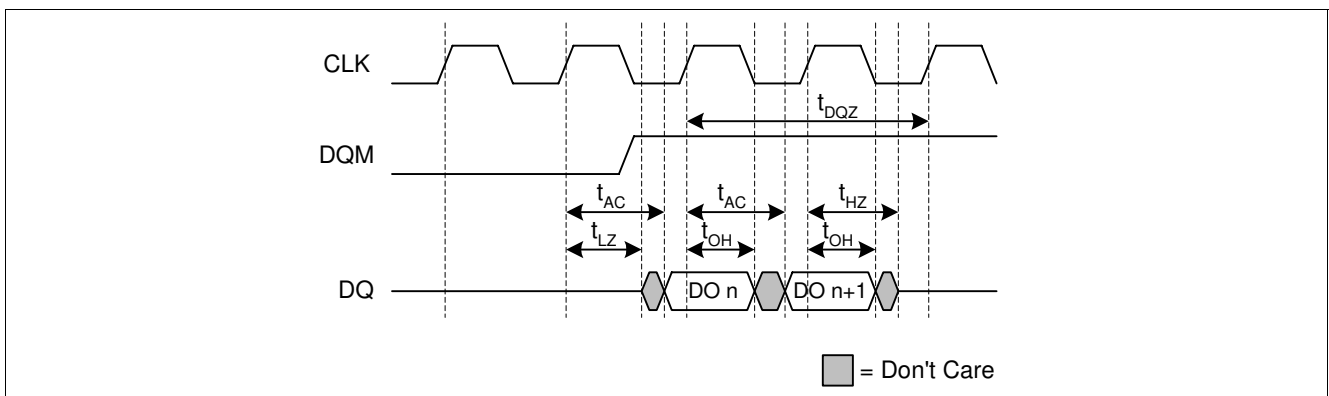 CLK
t_DQZ
DQM
t_AC t_AC t_HZ
t_LZ t_OH t_OH
DQ DO n DO n+1
= Don't Care